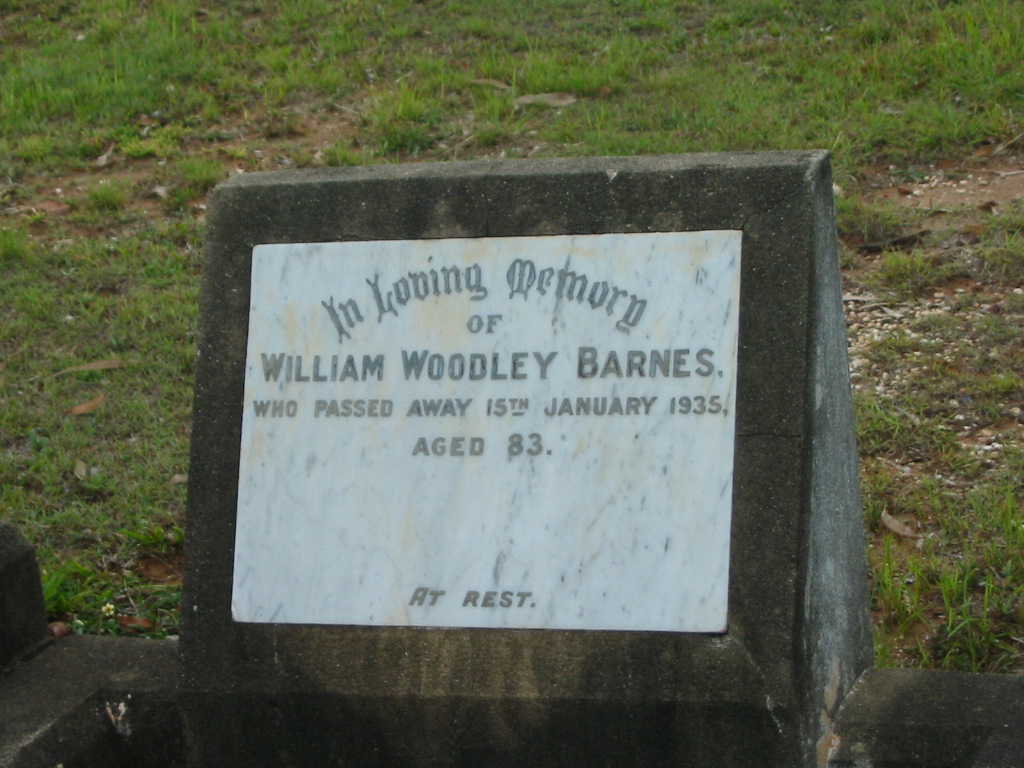 In Loving Memory
OF
WILLIAM WOODLEY BARNES.
WHO PASSED AWAY 15TH JANUARY 1935.
AGED 83.
AT REST.